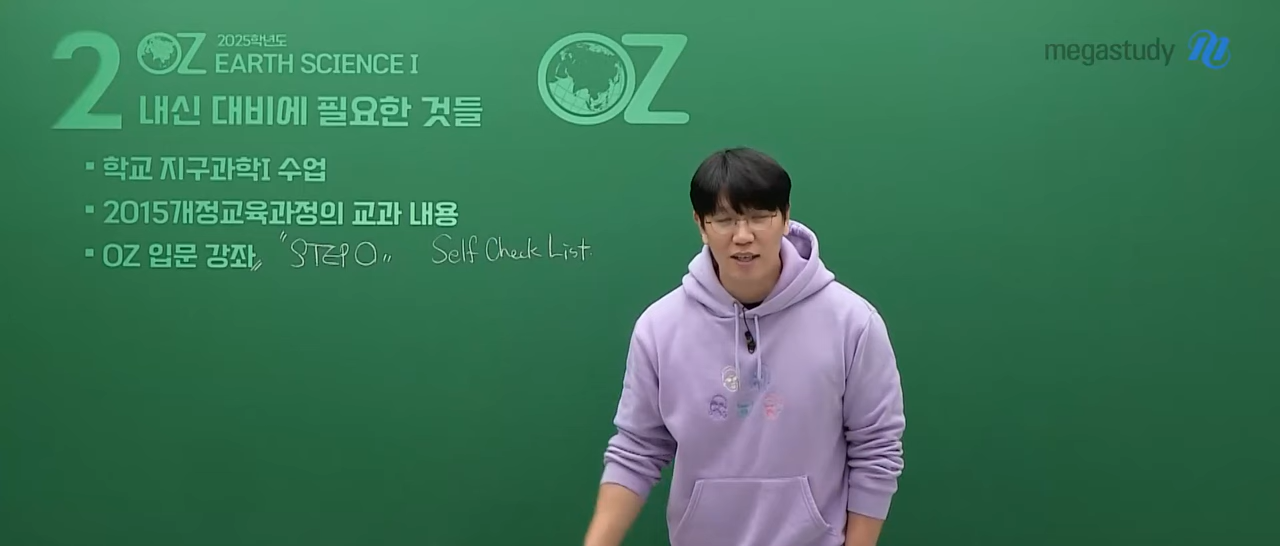 2
OZ
2025학년도
EARTH SCIENCE I
OZ
megastudy
내신 대비에 필요한 것들
▪ 학교 지구과학I 수업
▪ 2015개정교육과정의 교과 내용
▪ OZ 입문 강좌 "STEP 0" Self Check List.